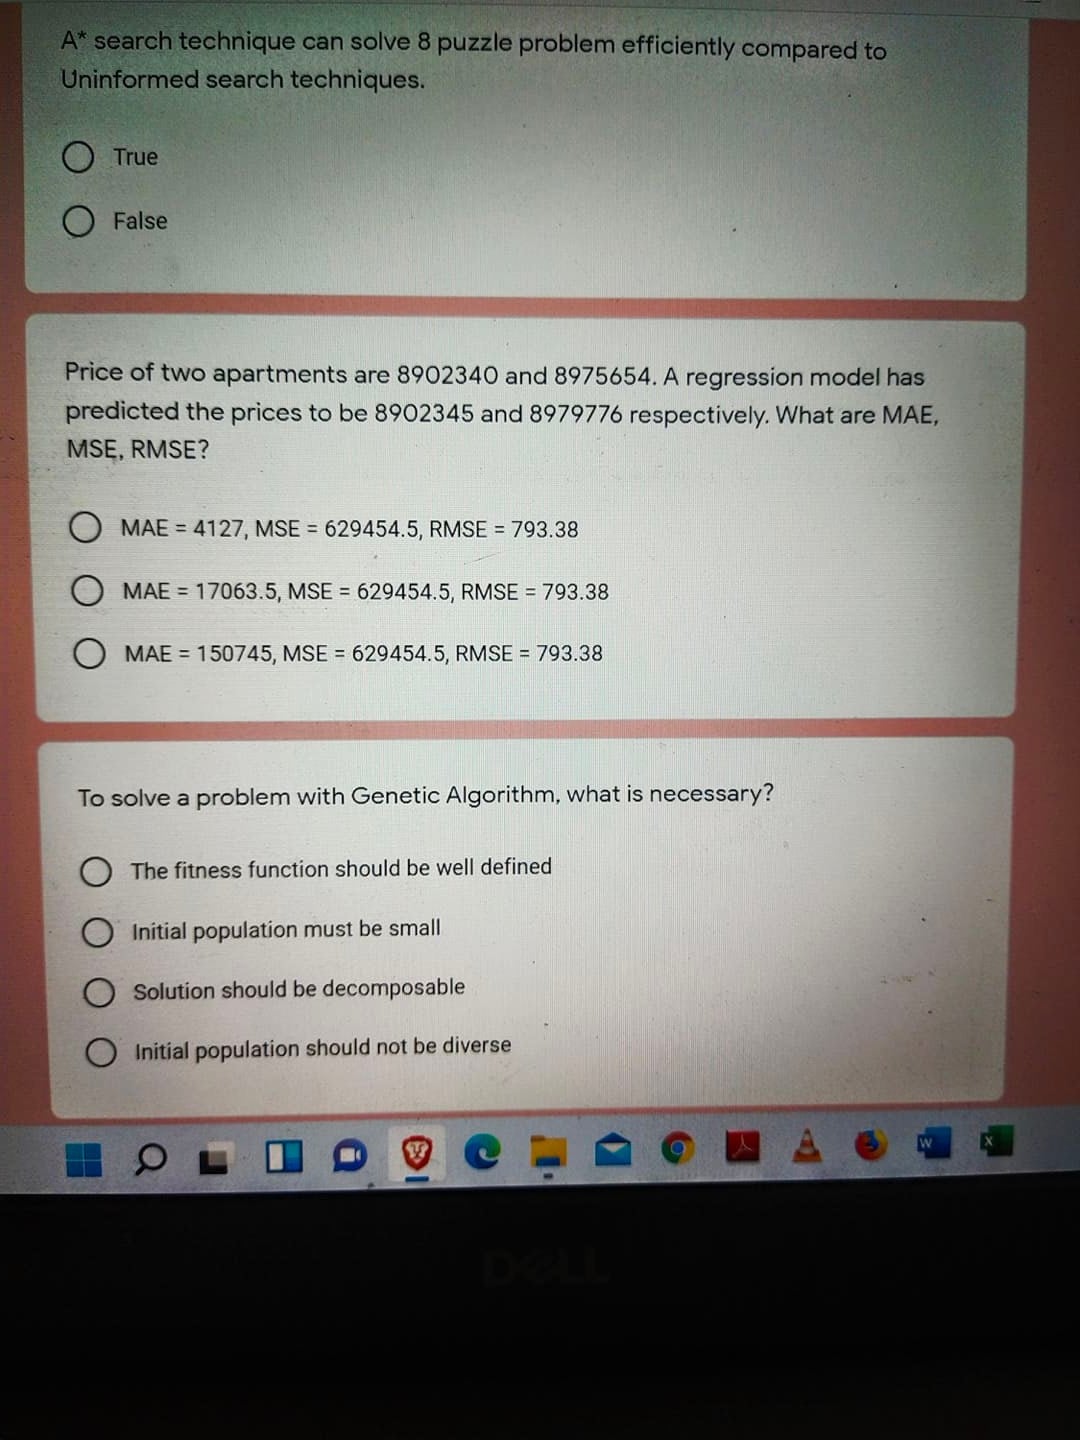 A* search technique can solve 8 puzzle problem efficiently compared to
Uninformed search techniques.
True
False
Price of two apartments are 8902340 and 8975654. A regression model has
predicted the prices to be 8902345 and 8979776 respectively. What are MAE,
MSE, RMSE?
MAE = 4127, MSE = 629454.5, RMSE = 793.38
MAE = 17063.5, MSE = 629454.5, RMSE = 793.38
MAE = 150745, MSE = 629454.5, RMSE = 793.38
To solve a problem with Genetic Algorithm, what is necessary?
The fitness function should be well defined
Initial population must be small
Solution should be decomposable
Initial population should not be diverse
W
X
DELL